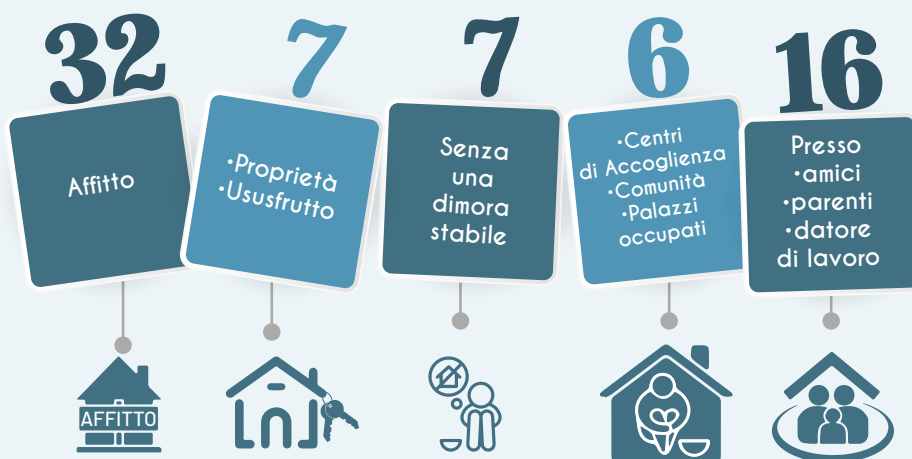 32
7
7
6
16
Affitto
•Proprietà
•Ususfrutto
Senza
una
dimora
stabile
•Centri
di Accoglienza
•Comunità
•Palazzi
occupati
Presso
•amici
•parenti
•datore
di lavoro
AFFITTO